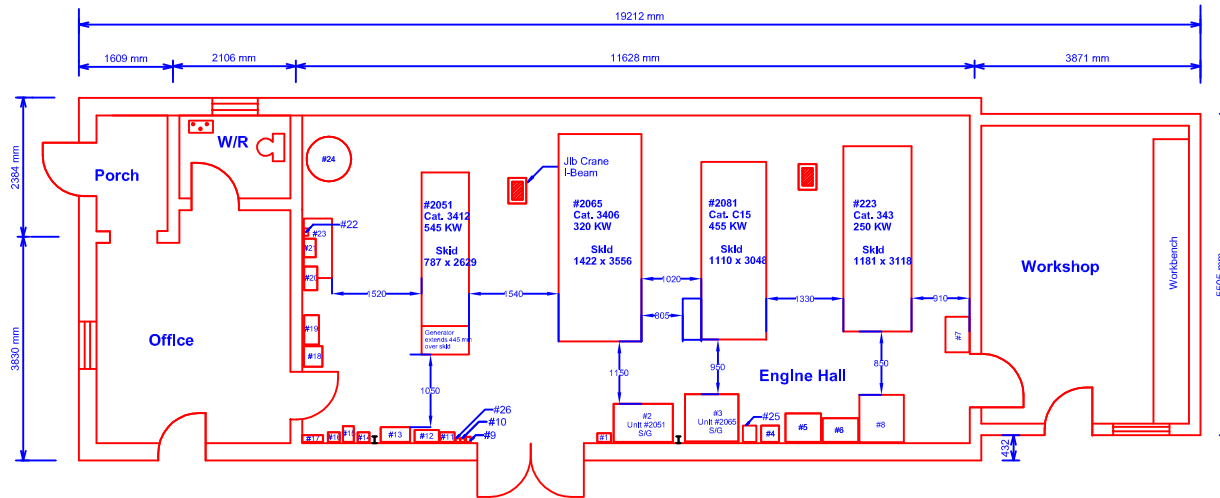 19212 mm
1609 mm
2106 mm
11628 mm
3871 mm
2384 mm
3830 mm
5505 mm
432
Porch
W/R
#24
Jib Crane
I-Beam
#2051
Cat. 3412
545 KW
Skid
787 x 2629
#2065
Cat. 3406
320 KW
Skid
1422 x 3556
#2081
Cat. C15
455 KW
Skid
1110 x 3048
#223
Cat. 343
250 KW
Skid
1181 x 3118
#22
#23
#21
#20
#19
#18
1520
1540
1020
805
1330
910
Workshop
Workbench
Office
Generator
extends 445 mm
over skid
#7
1050
1150
950
850
Engine Hall
#26
#10
#9
#25
#17
#16
#15
#14
#13
#12
#11
#1
#2
Unit #2051
S/G
#3
Unit #2065
S/G
#4
#5
#6
#8